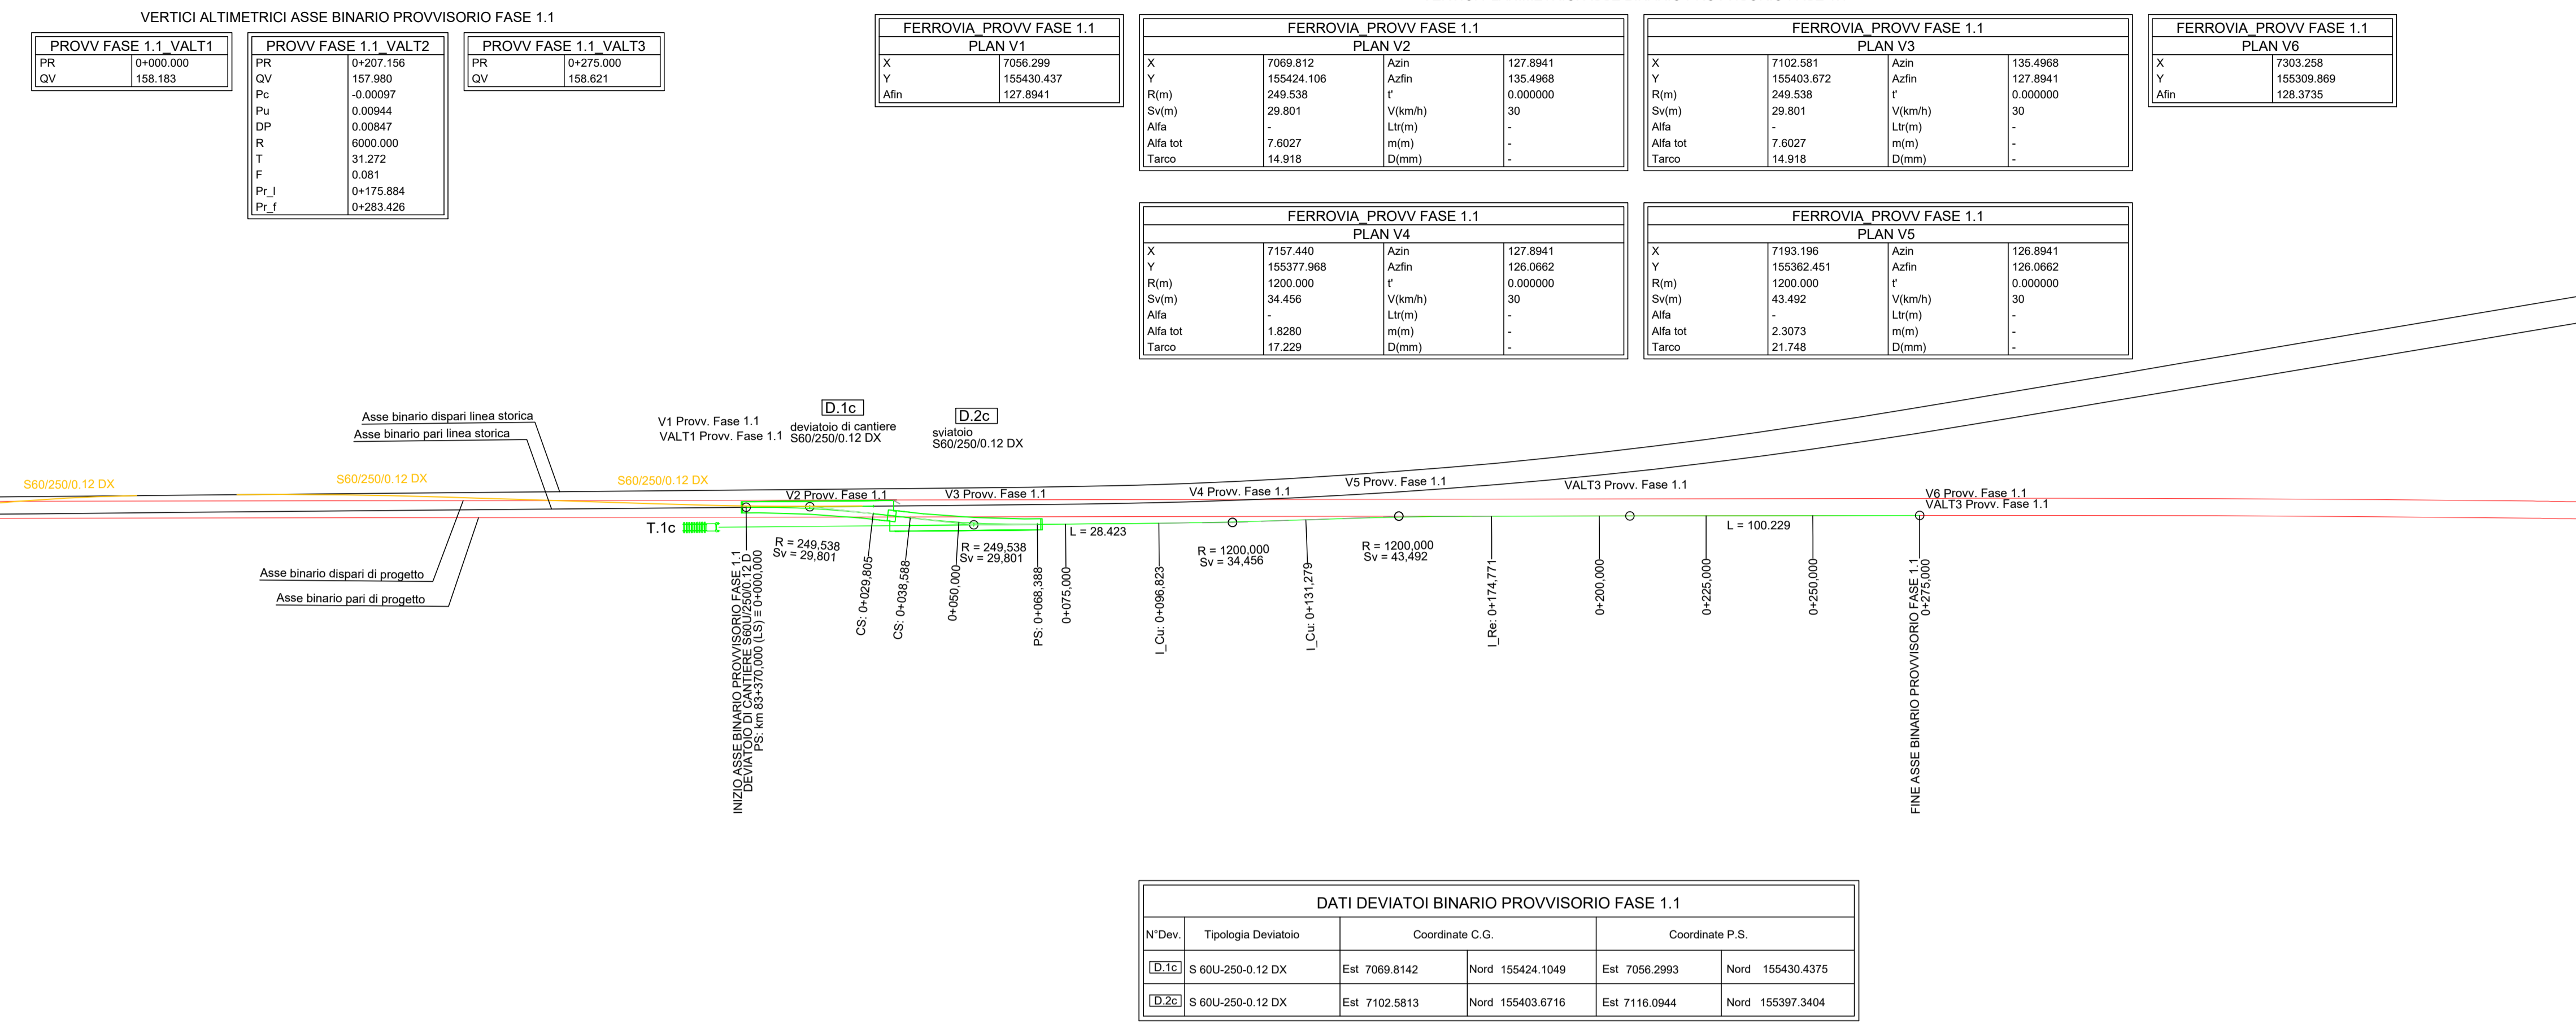 VERTICI ALTIMETRICI ASSE BINARIO PROVVISORIO FASE 1.1
PROVV FASE 1.1_VALT1
PR 0+000.000
QV 158.183
PROVV FASE 1.1_VALT2
PR 0+207.156
QV 157.980
Pc -0.00097
Pu 0.00944
DP 0.00847
R 6000.000
T 31.272
F 0.081
Pr_I 0+175.884
Pr_f 0+283.426
PROVV FASE 1.1_VALT3
PR 0+275.000
QV 158.621
FERROVIA_PROVV FASE 1.1
PLAN V1
X 7056.299
Y 155430.437
Afin 127.8941
FERROVIA_PROVV FASE 1.1
PLAN V2
X 7069.812 Azin 127.8941
Y 155424.106 Azfin 135.4968
R(m) 249.538 t' 0.000000
Sv(m) 29.801 V(km/h) 30
Alfa - Ltr(m) -
Alfa tot 7.6027 m(m) -
Tarco 14.918 D(mm) -
FERROVIA_PROVV FASE 1.1
PLAN V3
X 7102.581 Azin 135.4968
Y 155403.672 Azfin 127.8941
R(m) 249.538 t' 0.000000
Sv(m) 29.801 V(km/h) 30
Alfa - Ltr(m) -
Alfa tot 7.6027 m(m) -
Tarco 14.918 D(mm) -
FERROVIA_PROVV FASE 1.1
PLAN V6
X 7303.258
Y 155309.869
Afin 128.3735
FERROVIA_PROVV FASE 1.1
PLAN V4
X 7157.440 Azin 127.8941
Y 155377.968 Azfin 126.0662
R(m) 1200.000 t' 0.000000
Sv(m) 34.456 V(km/h) 30
Alfa - Ltr(m) -
Alfa tot 1.8280 m(m) -
Tarco 17.229 D(mm) -
FERROVIA_PROVV FASE 1.1
PLAN V5
X 7193.196 Azin 126.8941
Y 155362.451 Azfin 126.0662
R(m) 1200.000 t' 0.000000
Sv(m) 43.492 V(km/h) 30
Alfa - Ltr(m) -
Alfa tot 2.3073 m(m) -
Tarco 21.748 D(mm) -
Asse binario dispari linea storica
Asse binario pari linea storica
V1 Provv. Fase 1.1
VALT1 Provv. Fase 1.1
D.1c
deviatoio di cantiere
S60/250/0.12 DX
D.2c
sviatoio
S60/250/0.12 DX
S60/250/0.12 DX
S60/250/0.12 DX
S60/250/0.12 DX
V2 Provv. Fase 1.1
V3 Provv. Fase 1.1
V4 Provv. Fase 1.1
V5 Provv. Fase 1.1
VALT3 Provv. Fase 1.1
V6 Provv. Fase 1.1
VALT3 Provv. Fase 1.1
T.1c
R = 249,538
Sv = 29,801
R = 249,538
Sv = 29,801
L = 28.423
R = 1200,000
Sv = 34,456
R = 1200,000
Sv = 43,492
L = 100.229
Asse binario dispari di progetto
Asse binario pari di progetto
INIZIO ASSE BINARIO PROVVISORIO FASE 1.1
DEVIATOIO DI CANTIERE S60U/250/0.12 D
PS: km 83+370,000 (LS) = 0+000,000
CS: 0+029,805
CS: 0+038,588
0+050,000
PS: 0+068,388
0+075,000
I_Cu: 0+096,823
I_Cu: 0+131,279
I_Re: 0+174,771
0+200,000
0+225,000
0+250,000
FINE ASSE BINARIO PROVVISORIO FASE 1.1
0+275,000
DATI DEVIATOI BINARIO PROVVISORIO FASE 1.1
N°Dev. Tipologia Deviatoio Coordinate C.G. Coordinate P.S.
D.1c S 60U-250-0.12 DX Est 7069.8142 Nord 155424.1049 Est 7056.2993 Nord 155430.4375
D.2c S 60U-250-0.12 DX Est 7102.5813 Nord 155403.6716 Est 7116.0944 Nord 155397.3404